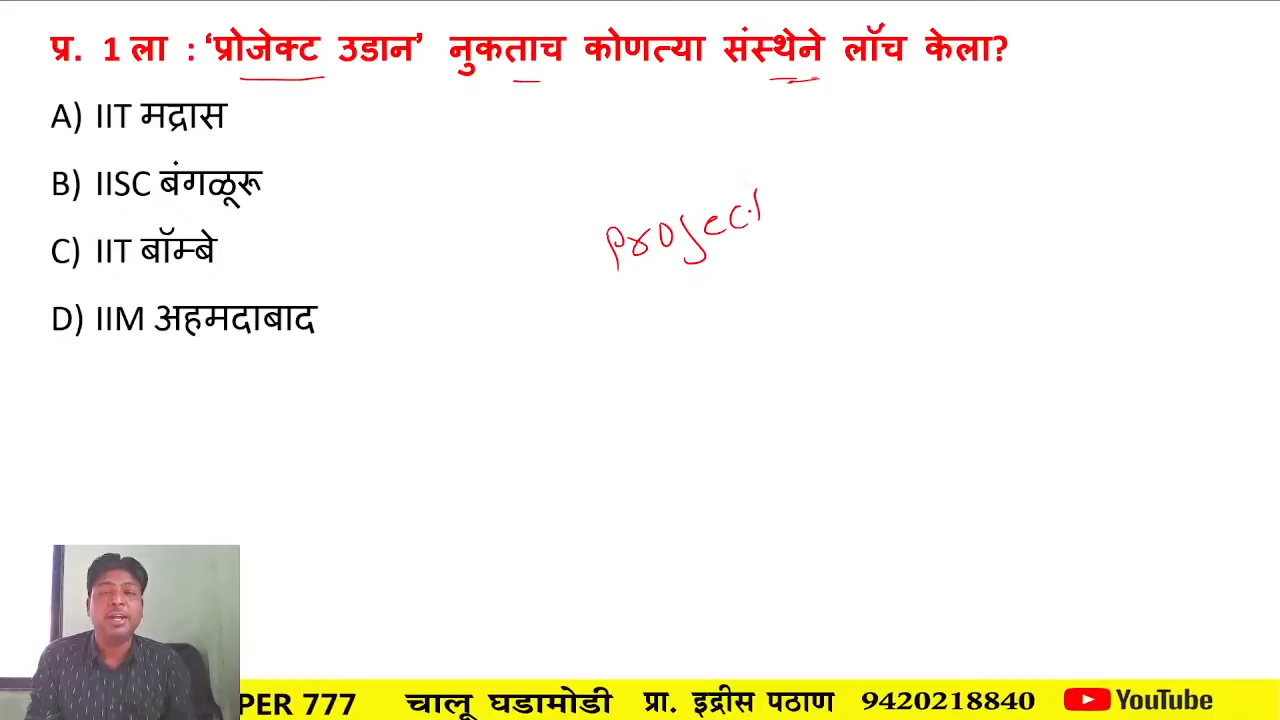 प्र. 1 ला : ‘प्रोजेक्ट उडान’ नुकताच कोणत्या संस्थेने लॉच केला?
A) IIT मद्रास
B) IISC बंगळूरू
C) IIT बॉम्बे
D) IIM अहमदाबाद
Project
PER 777 चालू घडामोडी प्रा. इद्रीस पठाण 9420218840 YouTube